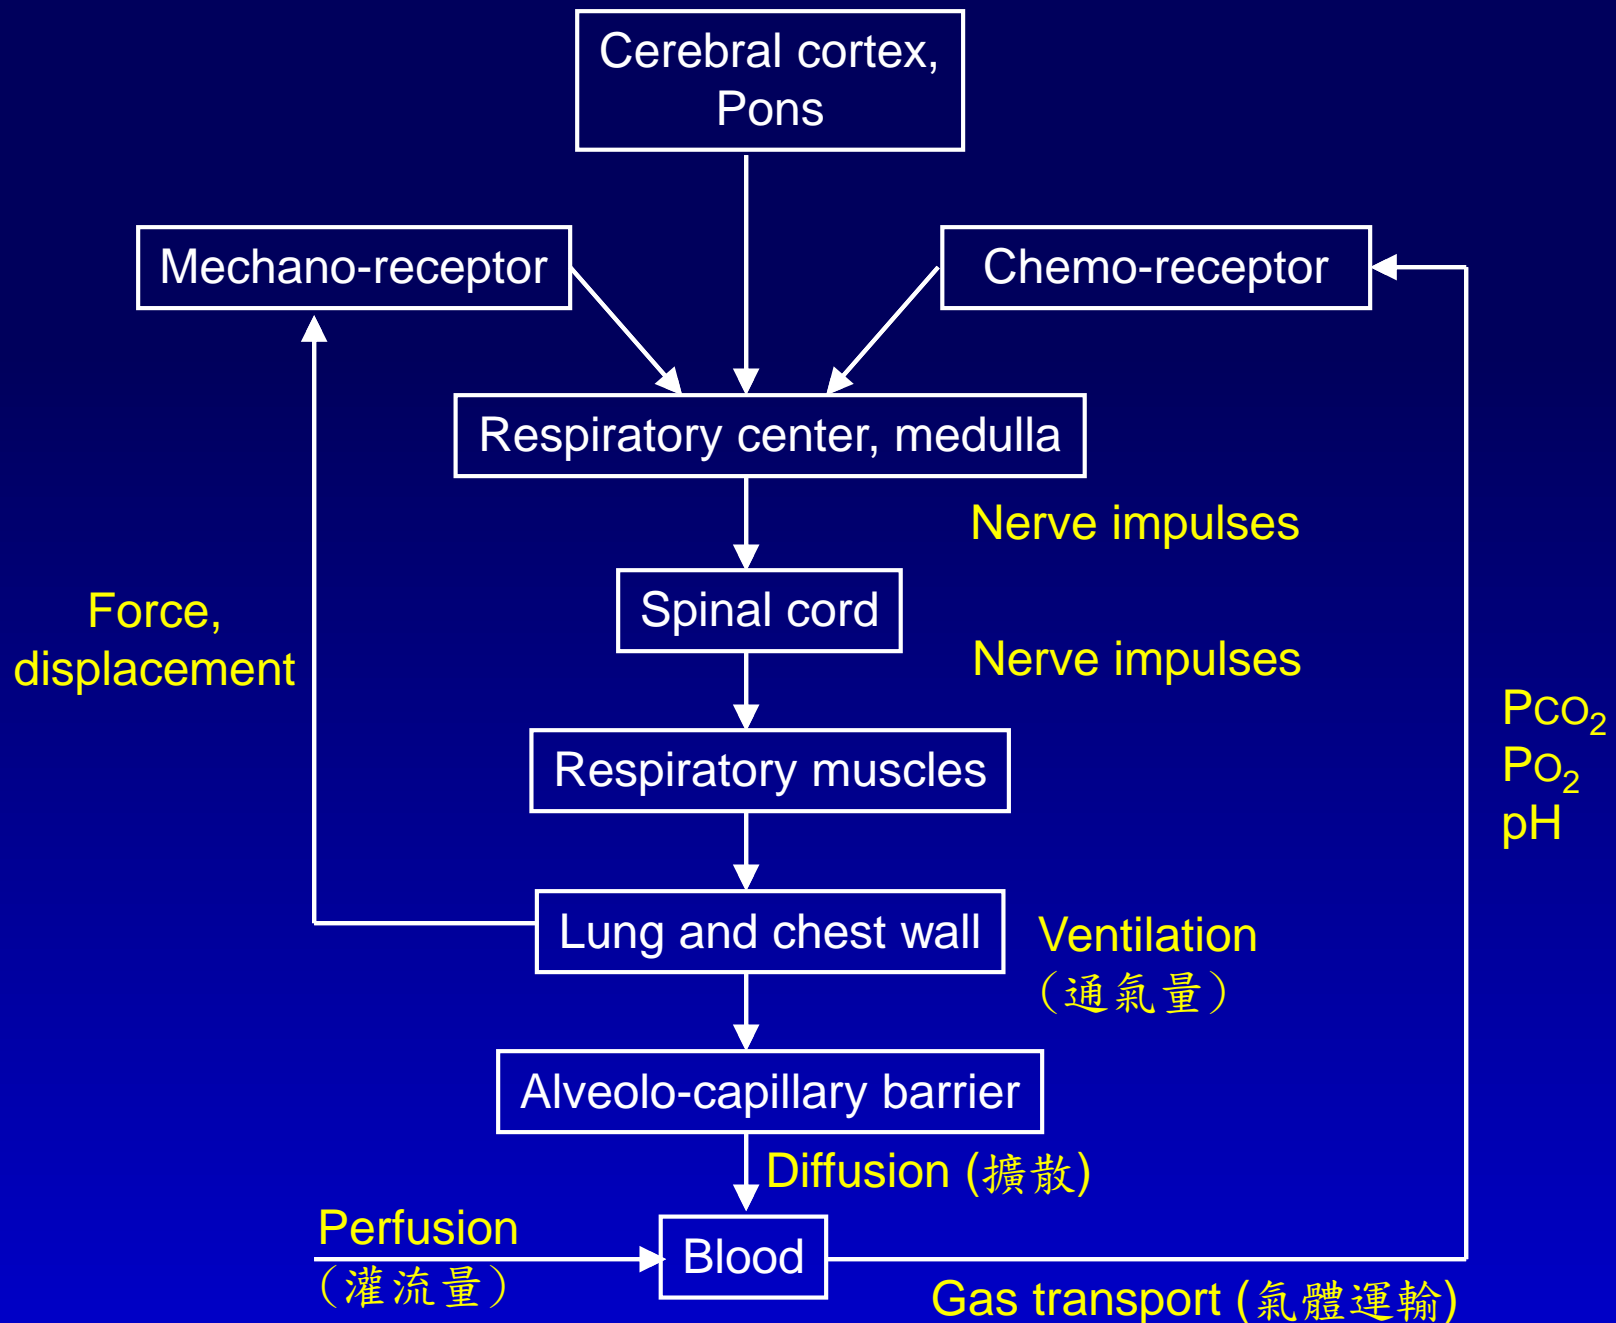 Cerebral cortex,
Pons
Mechano-receptor
Chemo-receptor
Respiratory center, medulla
Nerve impulses
Spinal cord
Force,
displacement
Nerve impulses
PCO₂
PO₂
pH
Respiratory muscles
Lung and chest wall
Ventilation
（通氣量）
Alveolo-capillary barrier
Diffusion (擴散)
Perfusion
（灌流量）
Blood
Gas transport (氣體運輸)